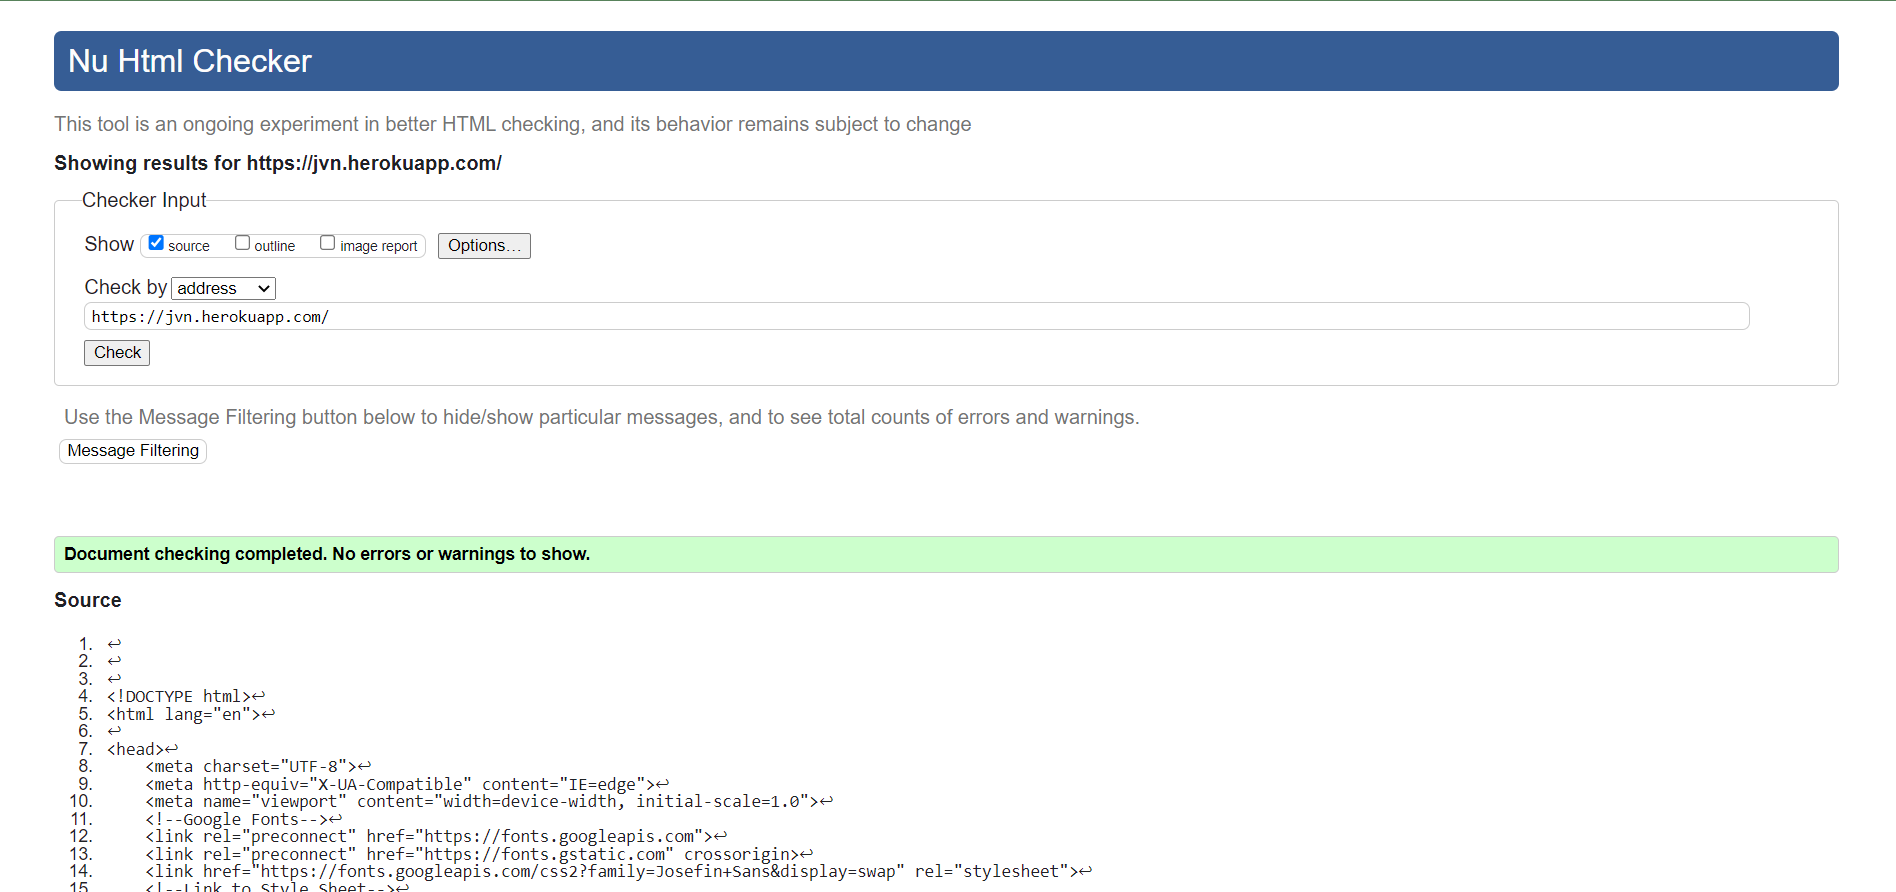 Nu Html Checker
This tool is an ongoing experiment in better HTML checking, and its behavior remains subject to change
Showing results for https://jvn.herokuapp.com/
Checker Input
Show source outline image report Options…
Check by address
https://jvn.herokuapp.com/
Check
Use the Message Filtering button below to hide/show particular messages, and to see total counts of errors and warnings.
Message Filtering
Document checking completed. No errors or warnings to show.
Source
1. ↩
2. ↩
3. ↩
4. <!DOCTYPE html>↩
5. <html lang="en">↩
6. ↩
7. <head>↩
8. <meta charset="UTF-8">↩
9. <meta http-equiv="X-UA-Compatible" content="IE=edge">↩
10. <meta name="viewport" content="width=device-width, initial-scale=1.0">↩
11. <!--Google Fonts-->↩
12. <link rel="preconnect" href="https://fonts.googleapis.com">↩
13. <link rel="preconnect" href="https://fonts.gstatic.com" crossorigin>↩
14. <link href="https://fonts.googleapis.com/css2?family=Josefin+Sans&display=swap" rel="stylesheet">↩
15. <!--Link to Style Sheet-->↩